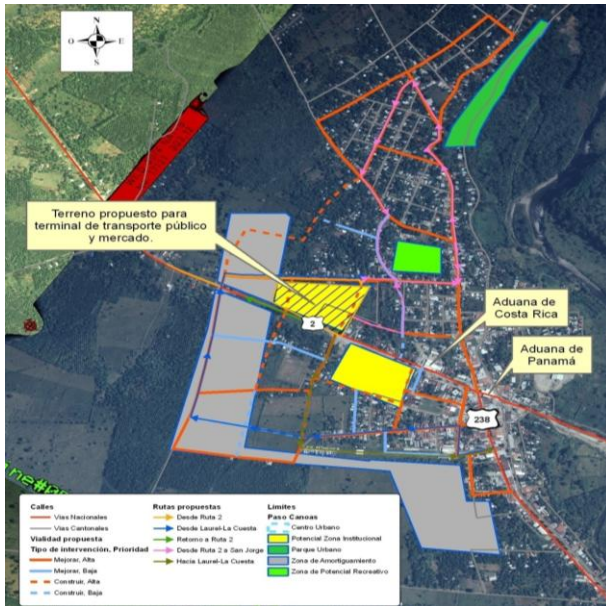 N
O
E
S
Terreno propuesto para
terminal de transporte público
y mercado.
2
Aduana de
Costa Rica
Aduana de
Panamá
238
Calles
Vias Nacionales
Vias Cantonales
Vialidad propuesta
Tipo de intervención, Prioridad
Mejorar, Alta
Mejorar, Baja
Construir, Alta
Construir, Baja
Rutas propuestas
Desde Ruta 2
Desde Laurel-La Cuesta
Retorno a Ruta 2
Desde Ruta 2 a San Jorge
Hacia Laurel-La Cuesta
Límites
Paso Canoas
Centro Urbano
Potencial Zona Institucional
Parque Urbano
Zona de Amortiguamiento
Zona de Potencial Recreativo